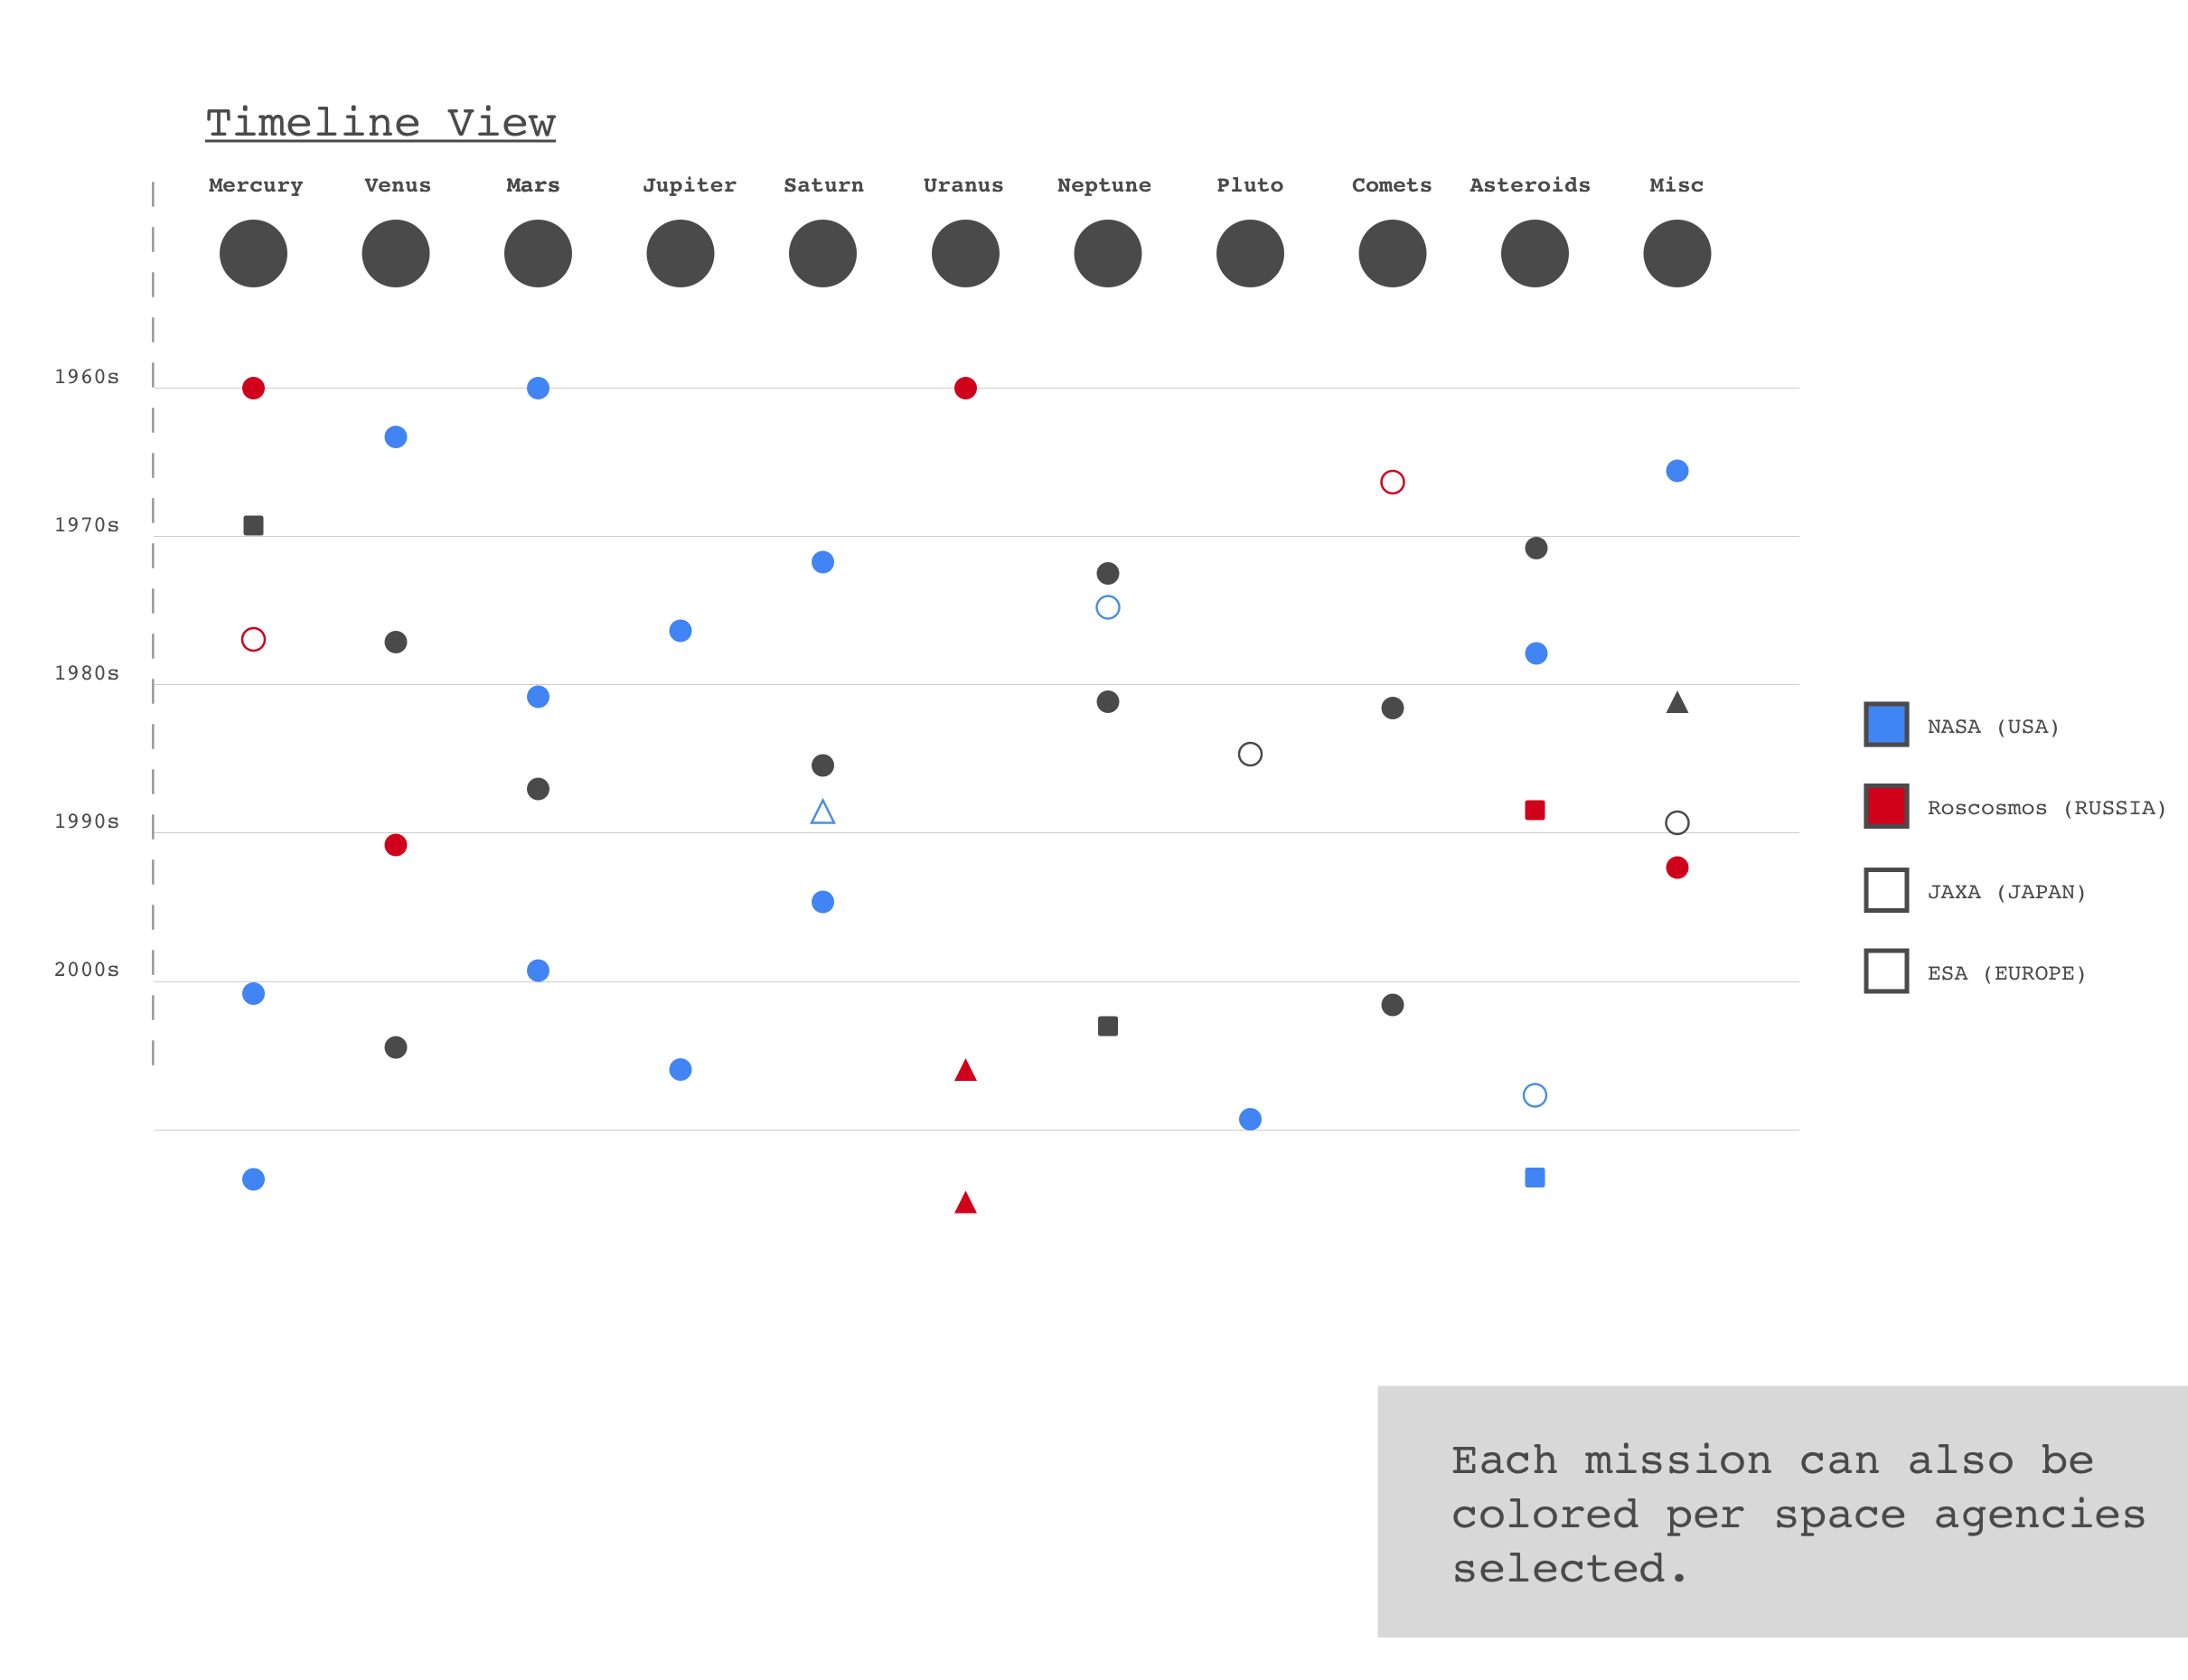 Timeline View
Mercury Venus Mars Jupiter Saturn Uranus Neptune Pluto Comets Asteroids Misc
1960s
1970s
1980s
1990s
2000s
NASA (USA)
Roscosmos (RUSSIA)
JAXA (JAPAN)
ESA (EUROPE)
Each mission can also be
colored per space agencies
selected.